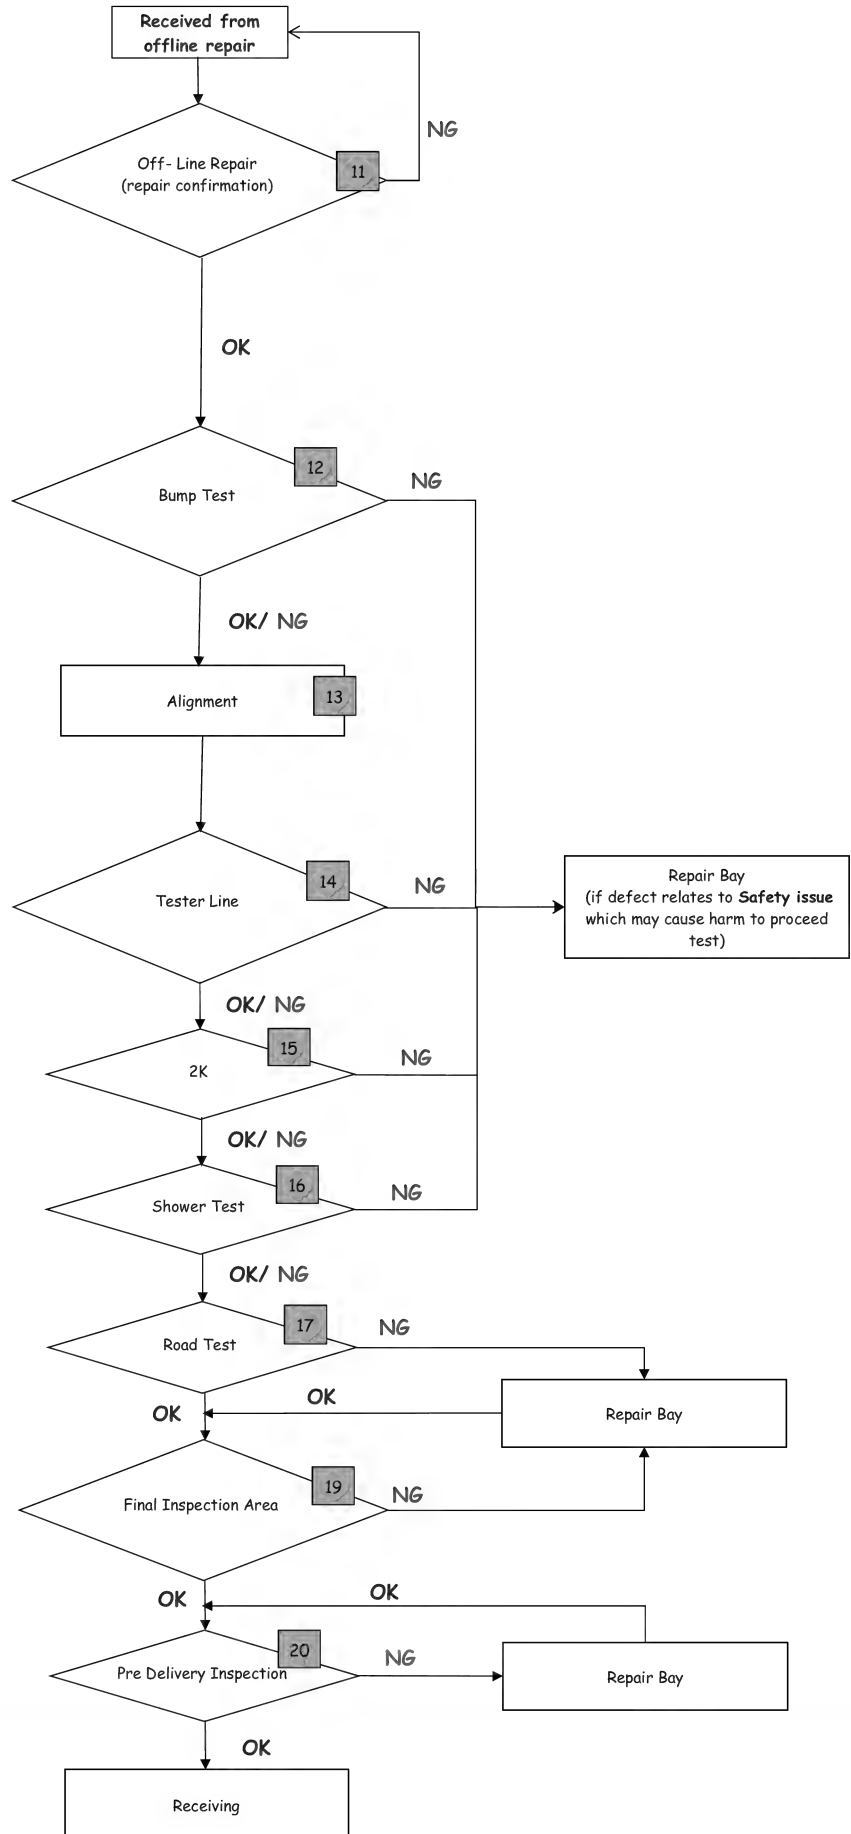 Received from
offline repair
NG
Off- Line Repair
(repair confirmation)
11
OK
12
NG
Bump Test
OK/ NG
Alignment
13
14
NG
Tester Line
Repair Bay
(if defect relates to Safety issue
which may cause harm to proceed
test)
OK/ NG
15
NG
2K
OK/ NG
16
NG
Shower Test
OK/ NG
17
NG
Road Test
OK
OK
Repair Bay
19
NG
Final Inspection Area
OK
OK
20
NG
Pre Delivery Inspection
Repair Bay
OK
Receiving